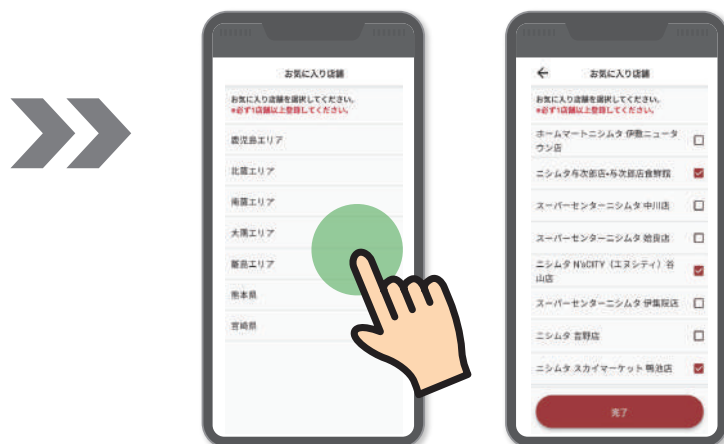 お気に入り店舗
お気に入り店舗を選択してください。
*必ず1店舗以上登録してください。
鹿児島エリア
北薩エリア
南薩エリア
大隅エリア
離島エリア
熊本県
宮崎県
お気に入り店舗
お気に入り店舗を選択してください。
*必ず1店舗以上登録してください。
ホームマートニシムタ 伊敷ニュータ
ウン店
ニシムタ与次郎店・与次郎店食鮮館
スーパーセンターニシムタ 中川店
スーパーセンターニシムタ 姶良店
ニシムタ N'sCITY（エヌシティ）谷
山店
スーパーセンターニシムタ 伊集院店
ニシムタ 吉野店
ニシムタ スカイマーケット 鴨池店
完了